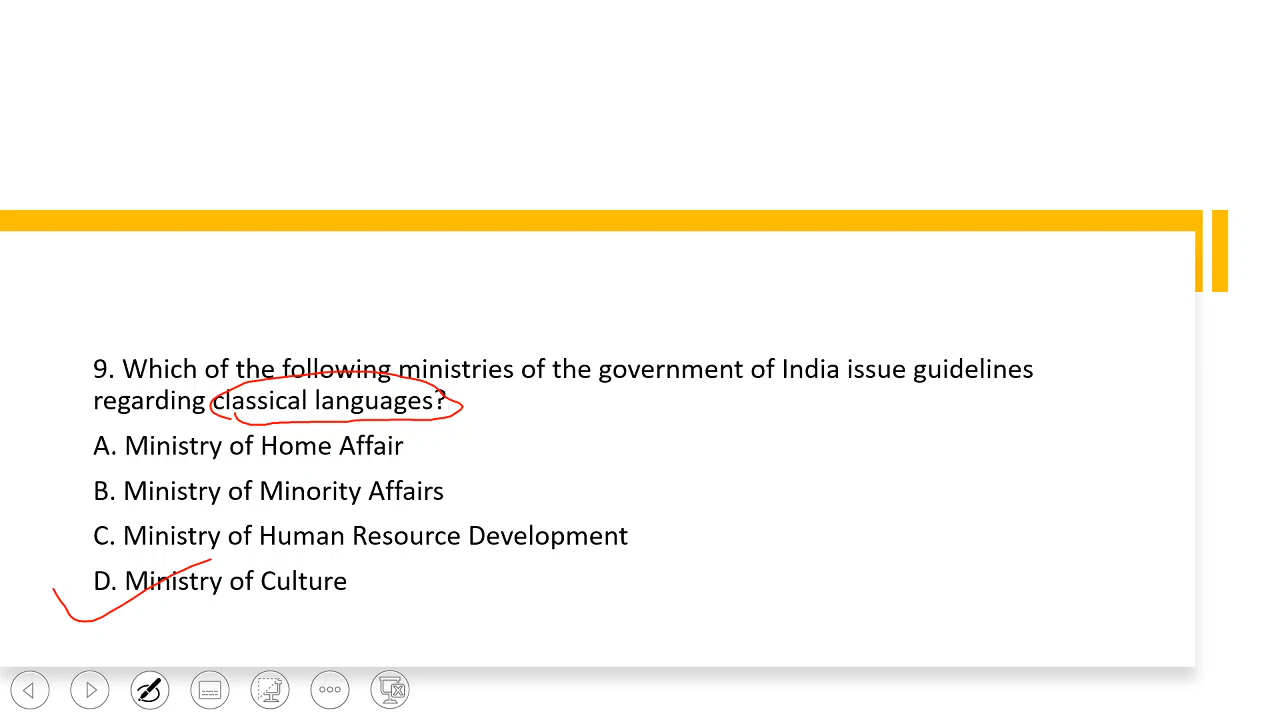 9. Which of the following ministries of the government of India issue guidelines
regarding classical languages?
A. Ministry of Home Affair
B. Ministry of Minority Affairs
C. Ministry of Human Resource Development
D. Ministry of Culture